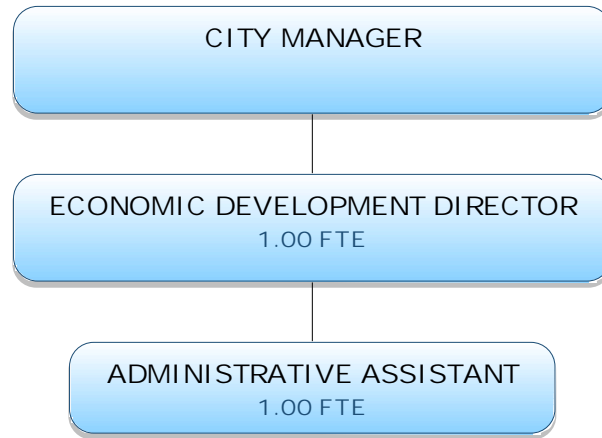 CITY MANAGER
ECONOMIC DEVELOPMENT DIRECTOR
1.00 FTE
ADMINISTRATIVE ASSISTANT
1.00 FTE